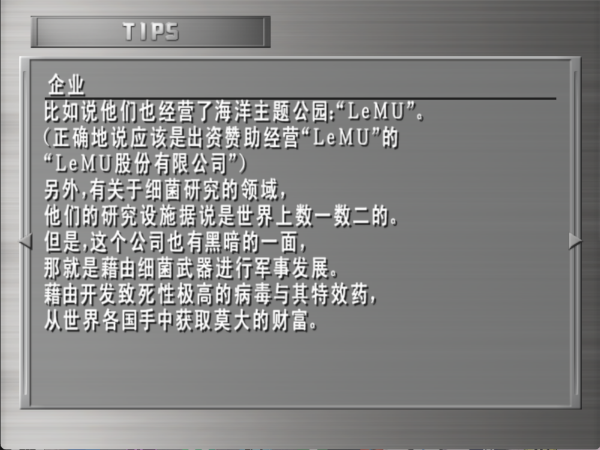 TIPS
企业
比如说他们也经营了海洋主题公园:“LeMU”。
(正确地说应该是出资赞助经营“LeMU”的
“LeMU股份有限公司”)
另外,有关于细菌研究的领域,
他们的研究设施据说是世界上数一数二的。
但是,这个公司也有黑暗的一面,
那就是藉由细菌武器进行军事发展。
藉由开发致死性极高的病毒与其特效药,
从世界各国手中获取莫大的财富。